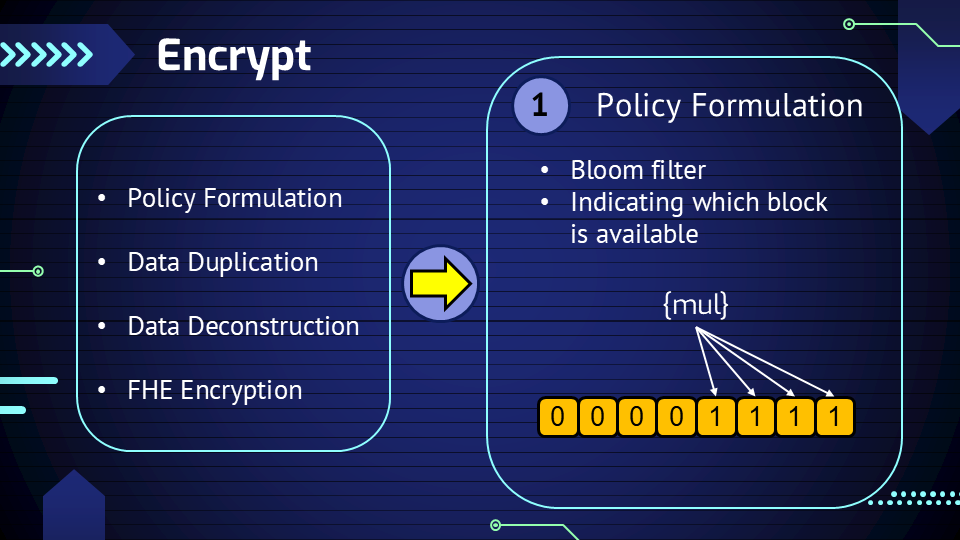 Encrypt
• Policy Formulation
• Data Duplication
• Data Deconstruction
• FHE Encryption
1 Policy Formulation
• Bloom filter
• Indicating which block
is available
{mul}
0 0 0 0 1 1 1 1